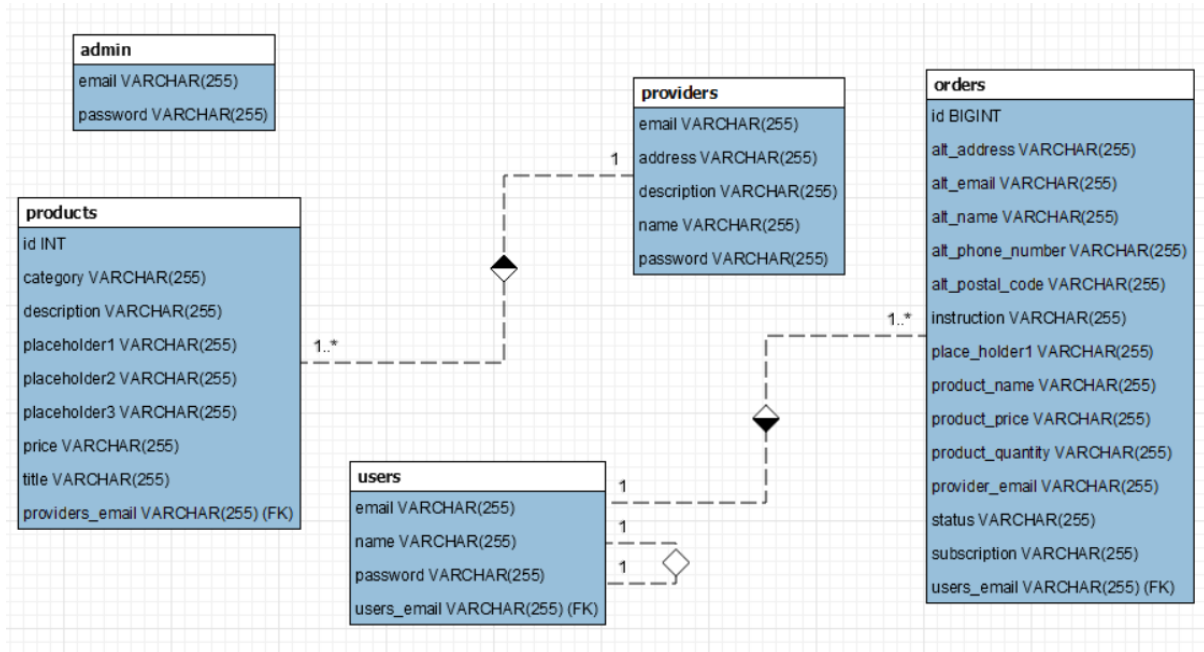 admin
email VARCHAR(255)
password VARCHAR(255)
products
id INT
category VARCHAR(255)
description VARCHAR(255)
placeholder1 VARCHAR(255)
placeholder2 VARCHAR(255)
placeholder3 VARCHAR(255)
price VARCHAR(255)
title VARCHAR(255)
providers_email VARCHAR(255) (FK)
1..*
1
providers
email VARCHAR(255)
address VARCHAR(255)
description VARCHAR(255)
name VARCHAR(255)
password VARCHAR(255)
users
email VARCHAR(255)
name VARCHAR(255)
password VARCHAR(255)
users_email VARCHAR(255) (FK)
1
1
1
1..*
orders
id BIGINT
alt_address VARCHAR(255)
alt_email VARCHAR(255)
alt_name VARCHAR(255)
alt_phone_number VARCHAR(255)
alt_postal_code VARCHAR(255)
instruction VARCHAR(255)
place_holder1 VARCHAR(255)
product_name VARCHAR(255)
product_price VARCHAR(255)
product_quantity VARCHAR(255)
provider_email VARCHAR(255)
status VARCHAR(255)
subscription VARCHAR(255)
users_email VARCHAR(255) (FK)